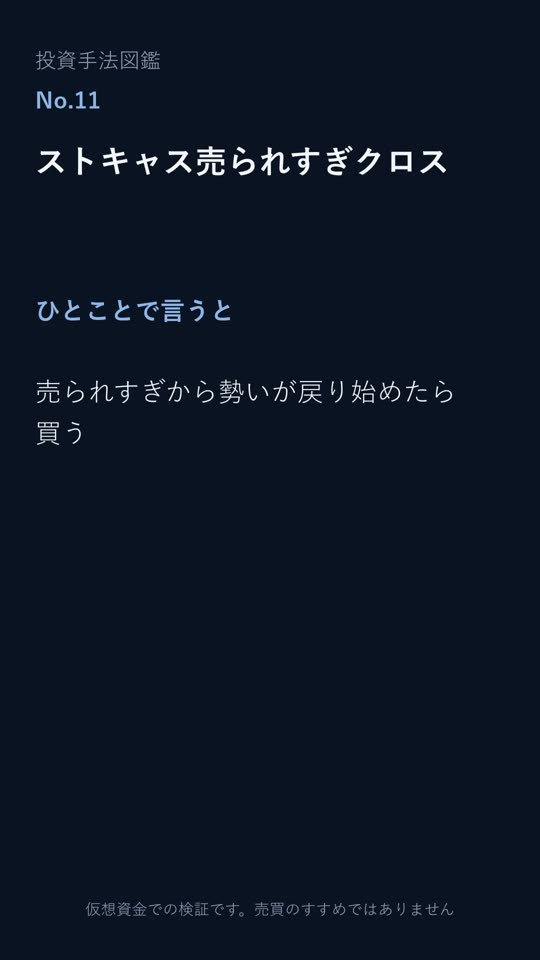 投資手法図鑑
No.11
ストキャス売られすぎクロス
ひとことで言うと
売られすぎから勢いが戻り始めたら
買う
仮想資金での検証です。売買のすすめではありません